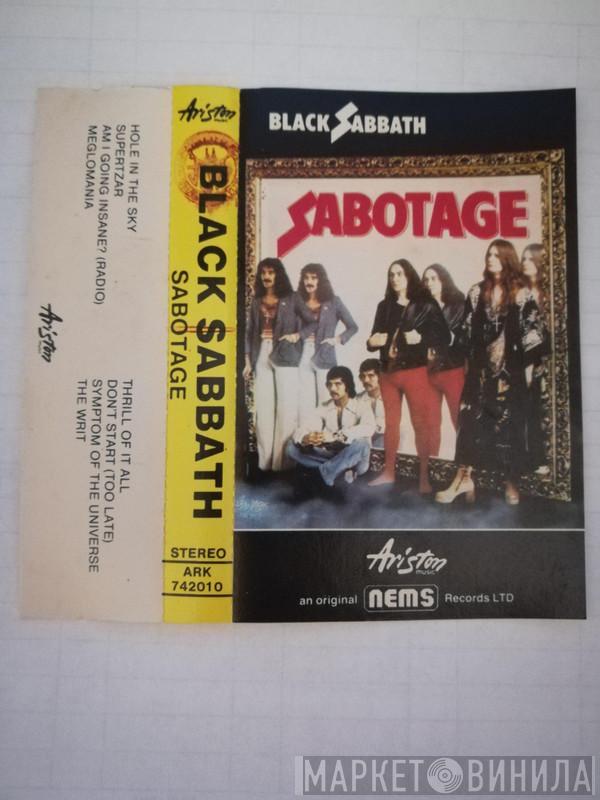 HOLE IN THE SKY
SUPERTZAR
AM I GOING INSANE? (RADIO)
MEGLOMANIA
Ariston
music
THRILL OF IT ALL
DON'T START (TOO LATE)
SYMPTOM OF THE UNIVERSE
THE WRIT
Ariston
music
BLACK SABBATH
SABOTAGE
STEREO
ARK
742010
BLACK SABBATH
SABOTAGE
Ariston
music
an original nems Records LTD
МАРКЕТ ВИНИЛА